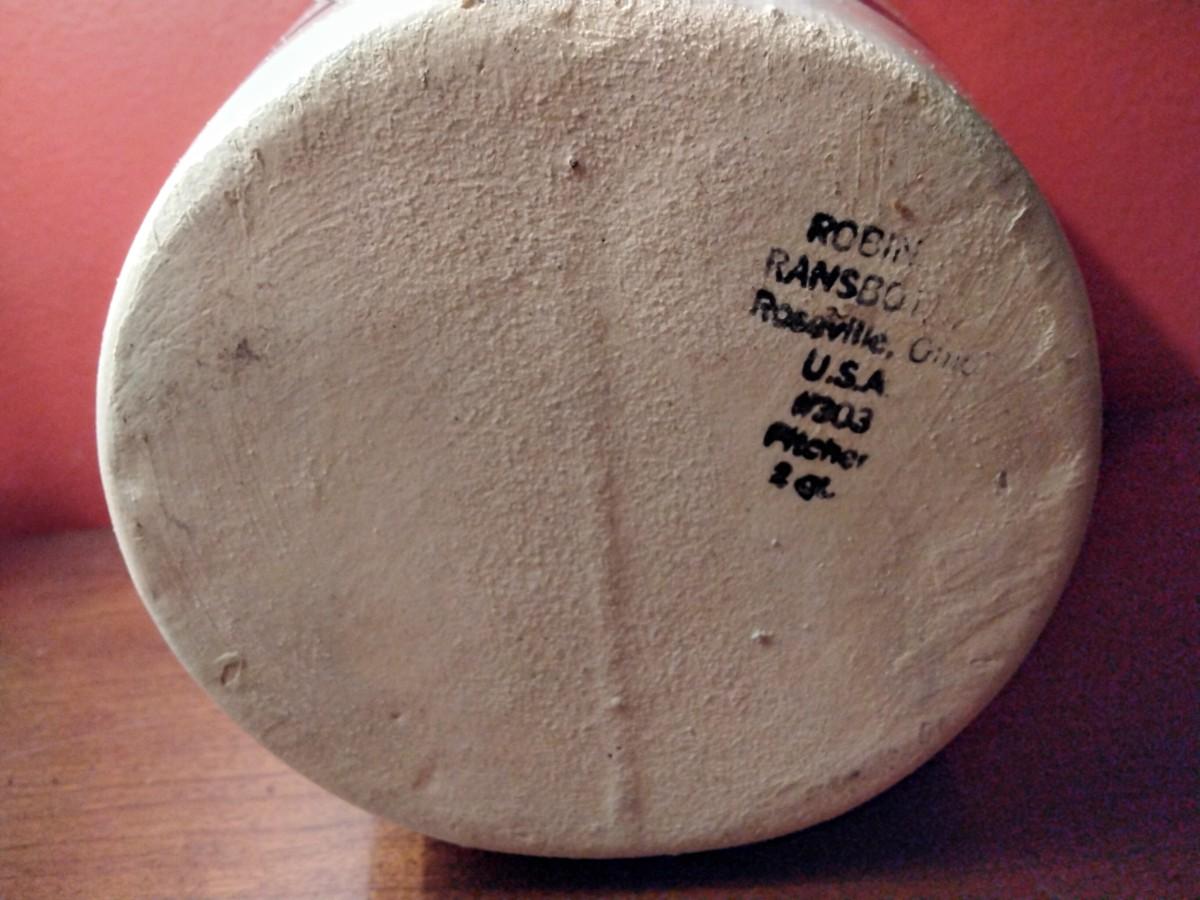 ROBIN
RANSBO
Roseville, Ohio
U.S.A
#303
Pitcher
2 qt.